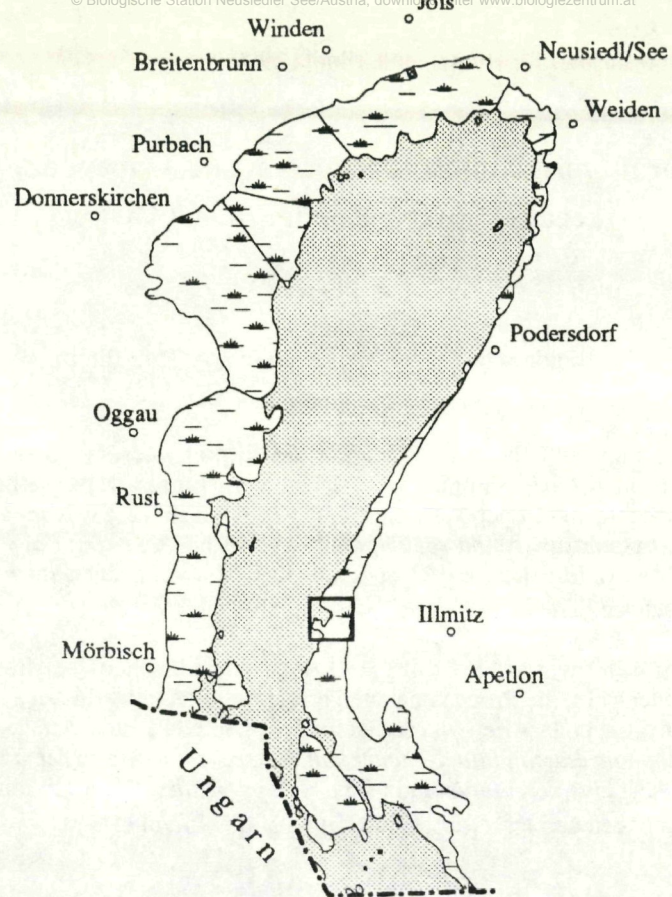 © Biologische Station Neusiedler See/Austria; download unter www.biologiezentrum.at
Jois
Winden
Breitenbrunn
Neusiedl/See
Weiden
Purbach
Donnerskirchen
Podersdorf
Oggau
Rust
Illmitz
Mörbisch
Apetlon
Ungarn